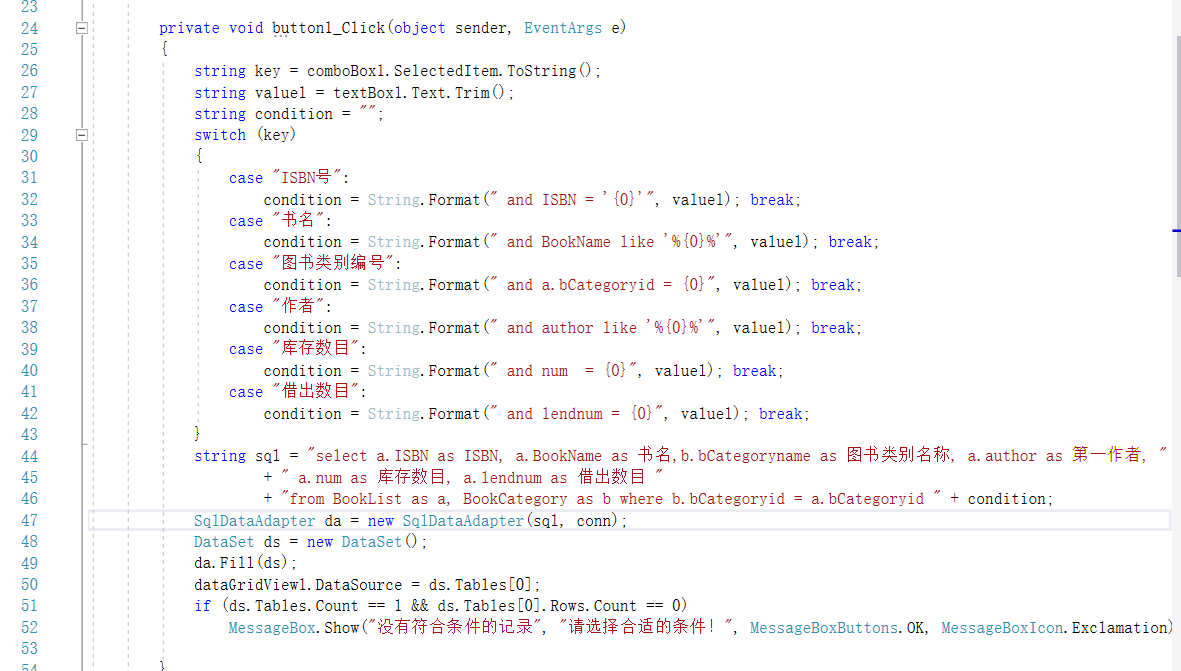 23
24 private void button1_Click(object sender, EventArgs e)
25 {
26 string key = comboBox1.SelectedItem.ToString();
27 string value1 = textBox1.Text.Trim();
28 string condition = "";
29 switch (key)
30 {
31 case "ISBN号":
32 condition = String.Format(" and ISBN = '{0}'", value1); break;
33 case "书名":
34 condition = String.Format(" and BookName like '%{0}%'", value1); break;
35 case "图书类别编号":
36 condition = String.Format(" and a.bCategoryid = {0}", value1); break;
37 case "作者":
38 condition = String.Format(" and author like '%{0}%'", value1); break;
39 case "库存数目":
40 condition = String.Format(" and num  = {0}", value1); break;
41 case "借出数目":
42 condition = String.Format(" and lendnum = {0}", value1); break;
43 }
44 string sql = "select a.ISBN as ISBN, a.BookName as 书名,b.bCategoryname as 图书类别名称, a.author as 第一作者, "
45 + " a.num as 库存数目, a.lendnum as 借出数目 "
46 + "from BookList as a, BookCategory as b where b.bCategoryid = a.bCategoryid " + condition;
47 SqlDataAdapter da = new SqlDataAdapter(sql, conn);
48 DataSet ds = new DataSet();
49 da.Fill(ds);
50 dataGridView1.DataSource = ds.Tables[0];
51 if (ds.Tables.Count == 1 && ds.Tables[0].Rows.Count == 0)
52 MessageBox.Show("没有符合条件的记录", "请选择合适的条件！", MessageBoxButtons.OK, MessageBoxIcon.Exclamation)
53
54 }